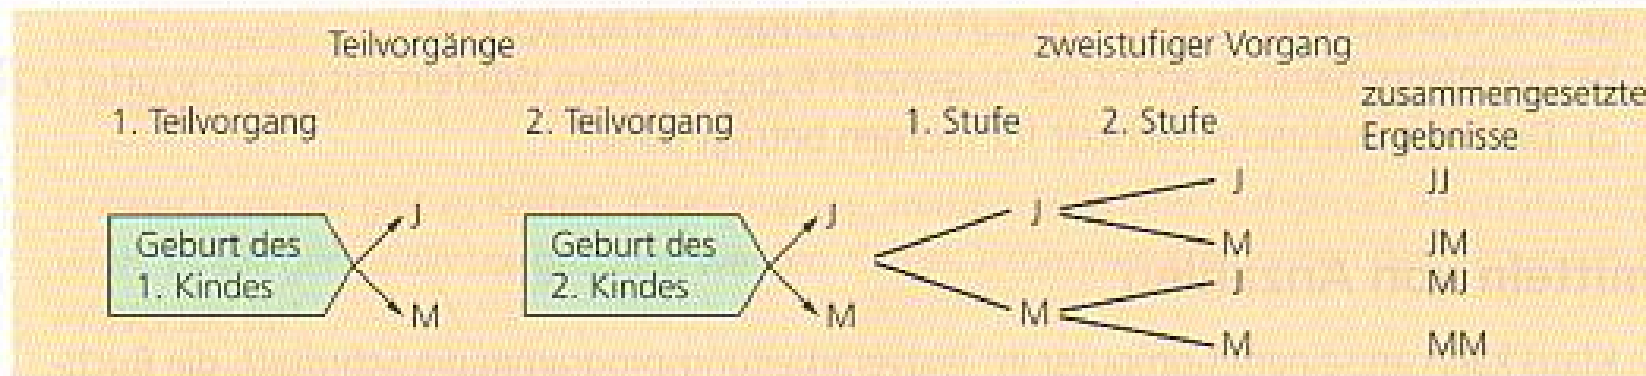 Teilvorgänge
zweistufiger Vorgang
1. Teilvorgang
2. Teilvorgang
1. Stufe
2. Stufe
zusammengesetzte
Ergebnisse
Geburt des
1. Kindes
J
M
Geburt des
2. Kindes
J
M
J
M
J
M
J
M
JJ
JM
MJ
MM